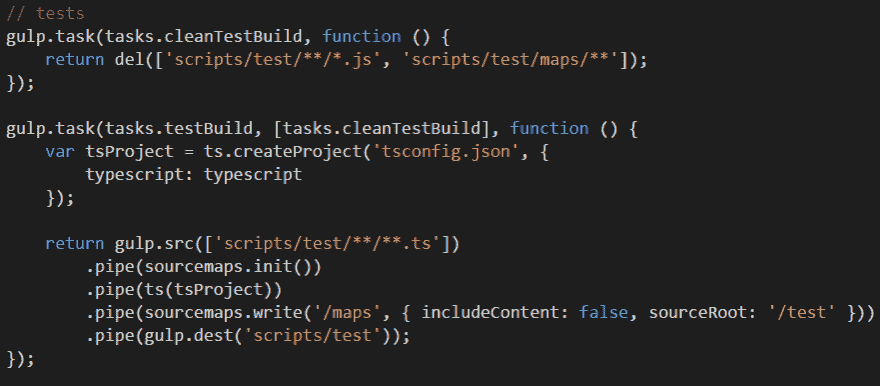 // tests
gulp.task(tasks.cleanTestBuild, function () {
    return del(['scripts/test/**/*.js', 'scripts/test/maps/**']);
});

gulp.task(tasks.testBuild, [tasks.cleanTestBuild], function () {
    var tsProject = ts.createProject('tsconfig.json', {
        typescript: typescript
    });

    return gulp.src(['scripts/test/**/**.ts'])
        .pipe(sourcemaps.init())
        .pipe(ts(tsProject))
        .pipe(sourcemaps.write('/maps', { includeContent: false, sourceRoot: '/test' }))
        .pipe(gulp.dest('scripts/test'));
});